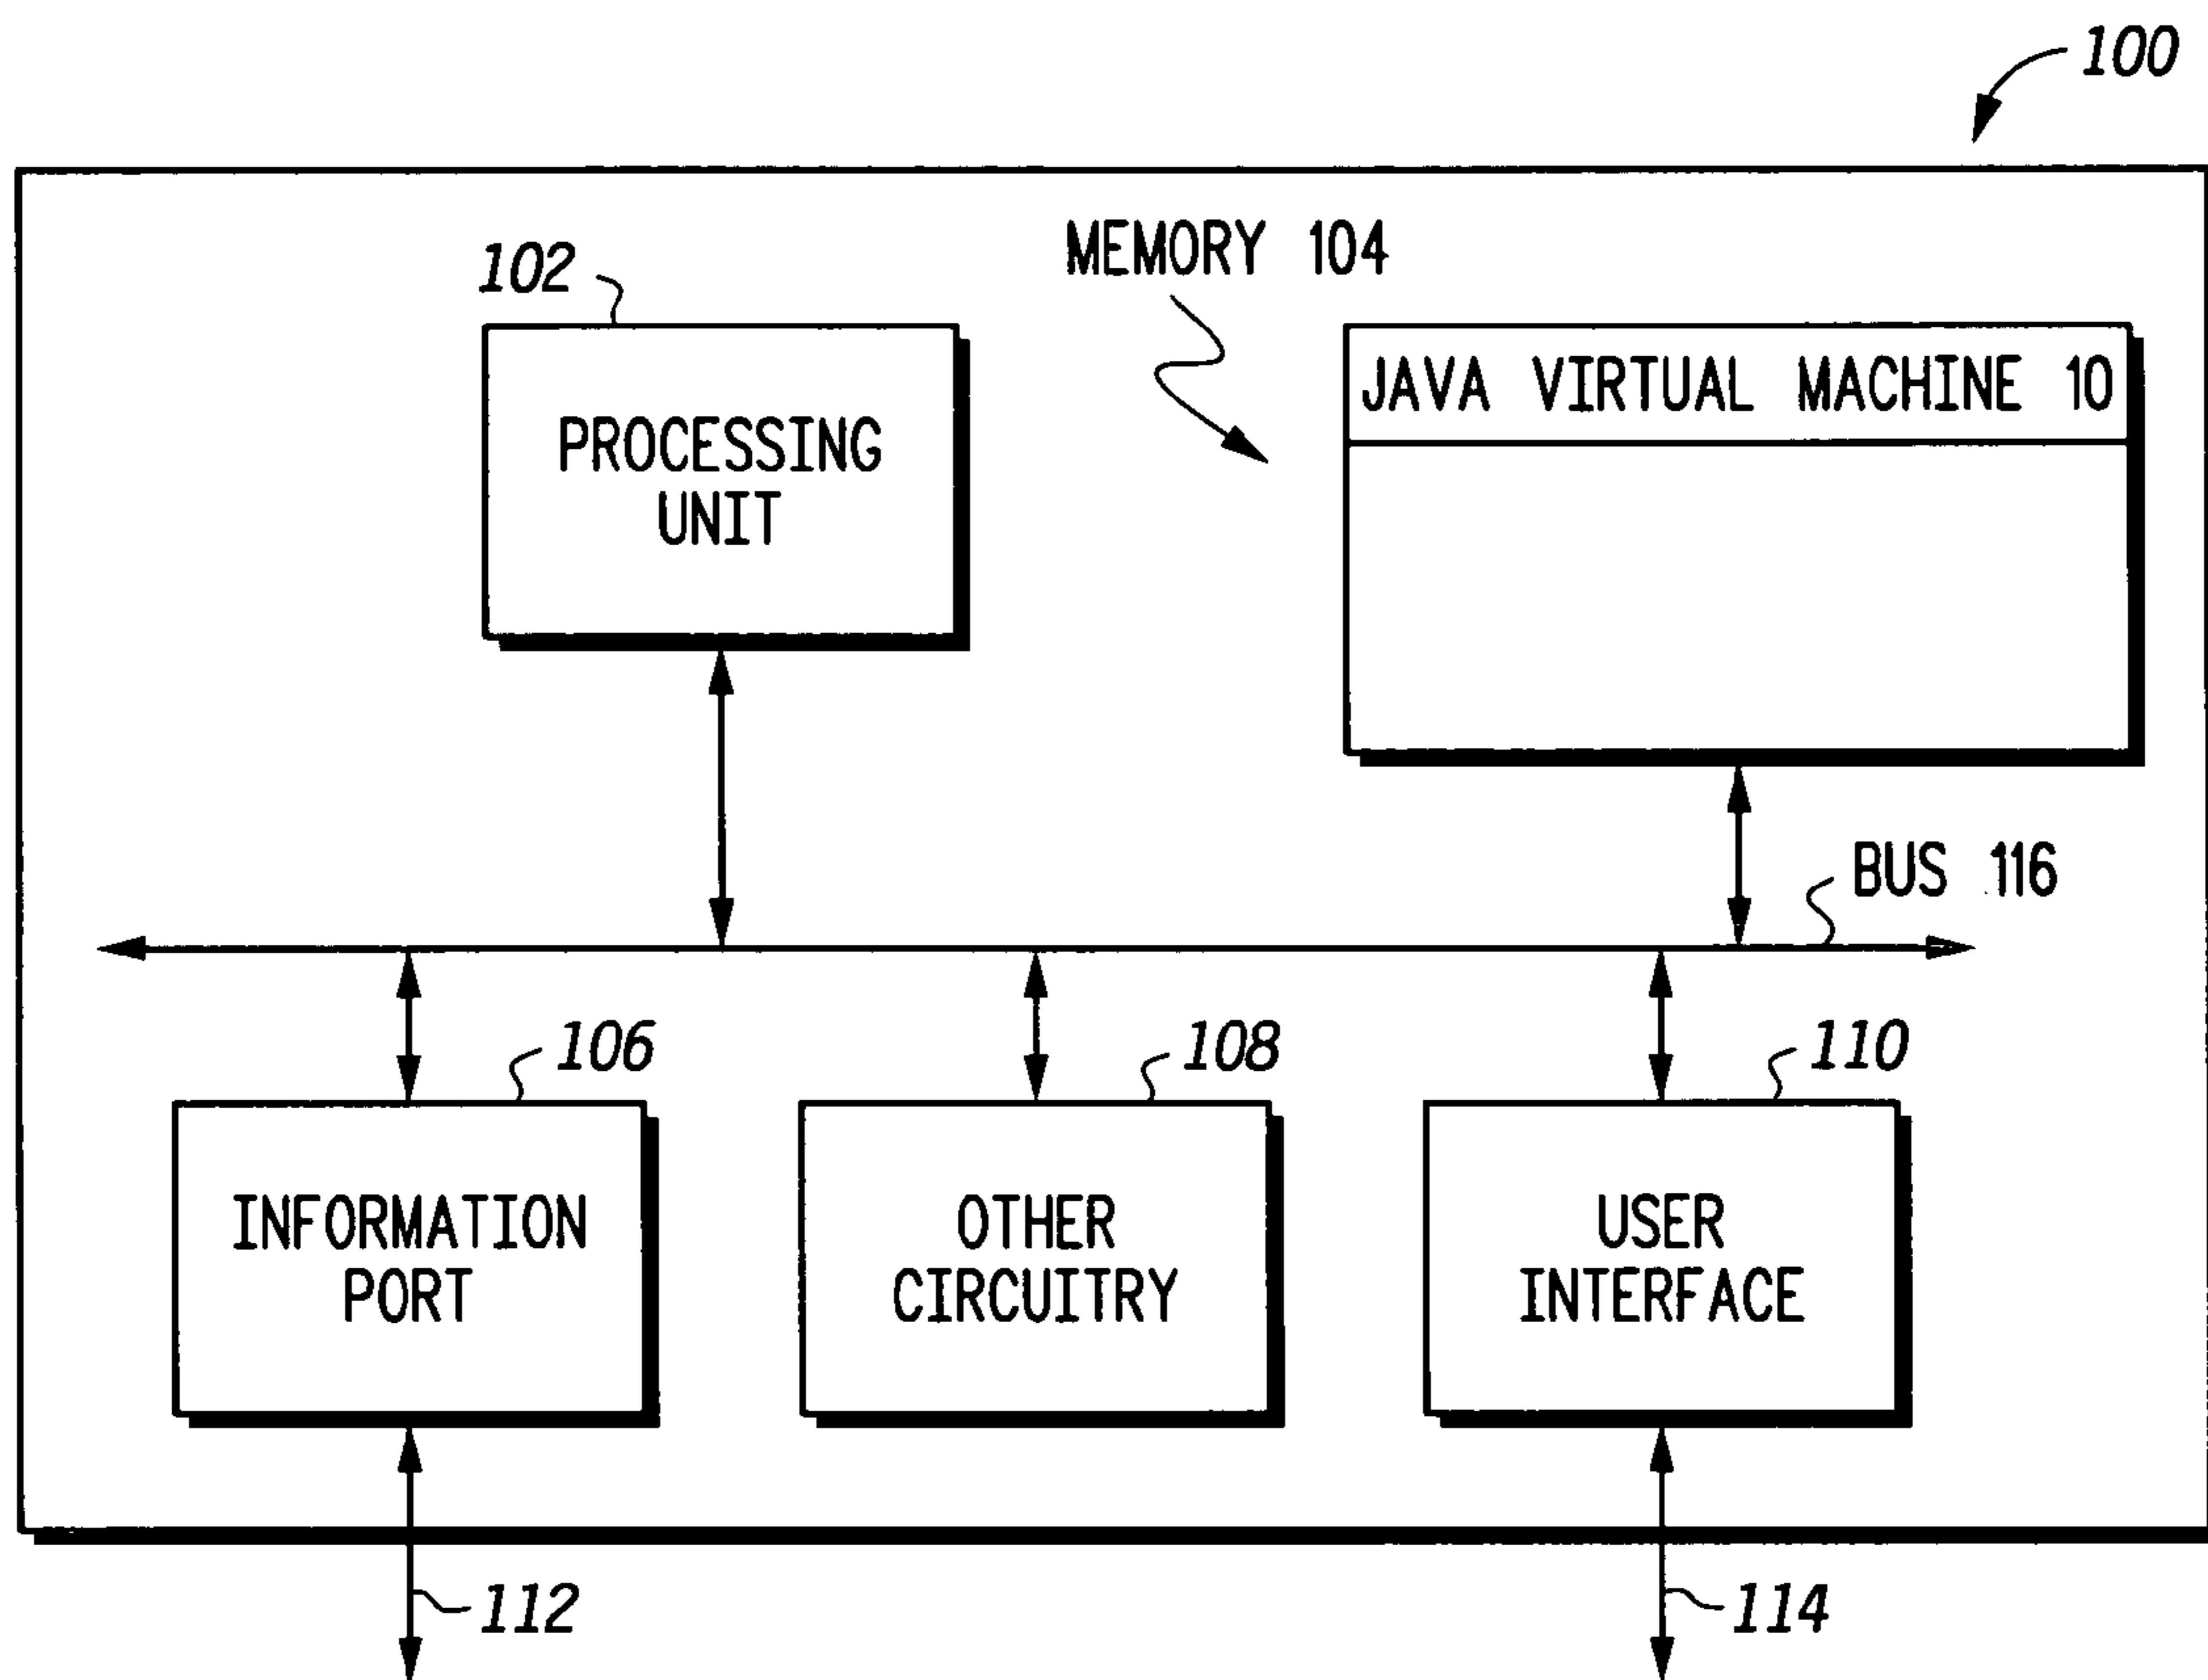 100
MEMORY 104
102
JAVA VIRTUAL MACHINE 10
PROCESSING
UNIT
BUS 116
106
108
110
INFORMATION
PORT
OTHER
CIRCUITRY
USER
INTERFACE
112
114